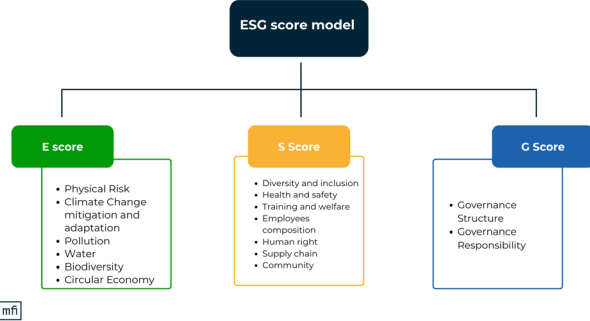 ESG score model
E score
Physical Risk
Climate Change
mitigation and
adaptation
Pollution
Water
Biodiversity
Circular Economy
S Score
Diversity and inclusion
Health and safety
Training and welfare
Employees
composition
Human right
Supply chain
Community
G Score
Governance
Structure
Governance
Responsibility
mfi